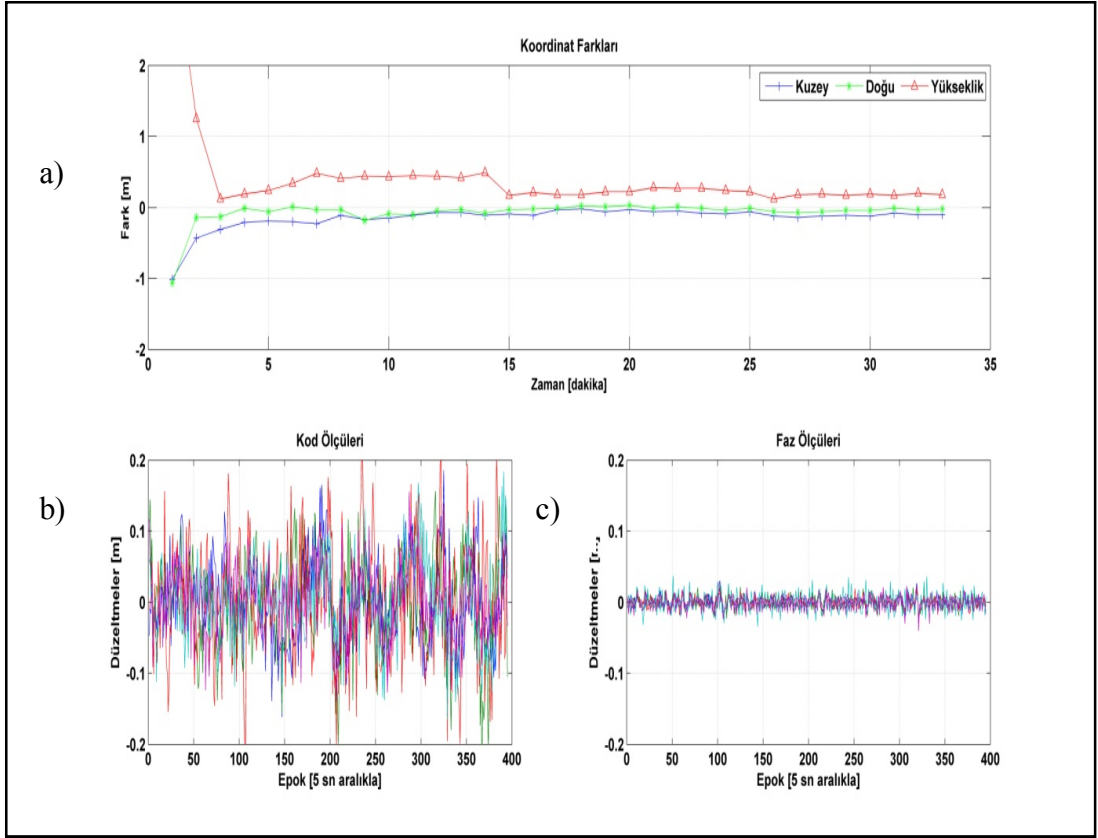 Koordinat Farkları
Kuzey Doğu Yükseklik
a)
Fark [m]
2
1
0
-1
-2
0 5 10 15 20 25 30 35
Zaman [dakika]
Kod Ölçüleri
b)
Düzeltmeler [m]
0.2
0.1
0
-0.1
-0.2
0 50 100 150 200 250 300 350 400
Epok [5 sn aralıkla]
Faz Ölçüleri
c)
Düzeltmeler [r..,
0.2
0.1
0
-0.1
-0.2
0 50 100 150 200 250 300 350 400
Epok [5 sn aralıkla]